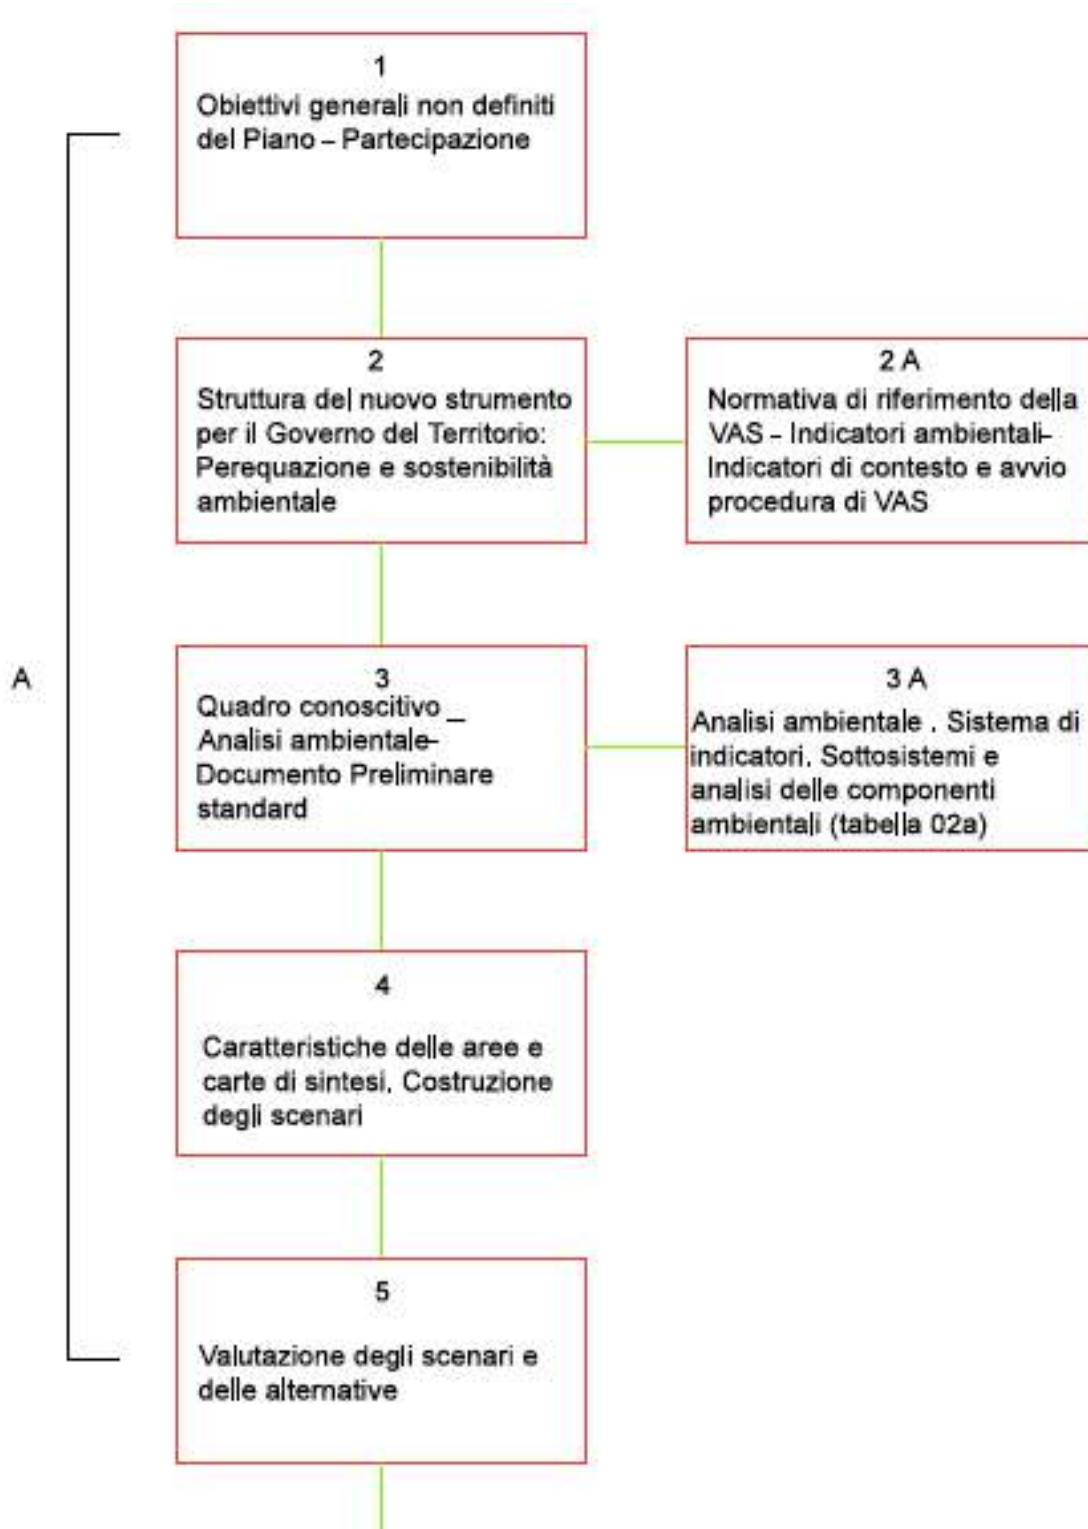 1
Obiettivi generali non definiti
del Piano – Partecipazione
2
Struttura del nuovo strumento
per il Governo del Territorio:
Perequazione e sostenibilità
ambientale
2 A
Normativa di riferimento della
VAS – Indicatori ambientali–
Indicatori di contesto e avvio
procedura di VAS
A
3
Quadro conoscitivo _
Analisi ambientale–
Documento Preliminare
standard
3 A
Analisi ambientale . Sistema di
indicatori. Sottosistemi e
analisi delle componenti
ambientali (tabella 02a)
4
Caratteristiche delle aree e
carte di sintesi. Costruzione
degli scenari
5
Valutazione degli scenari e
delle alternative